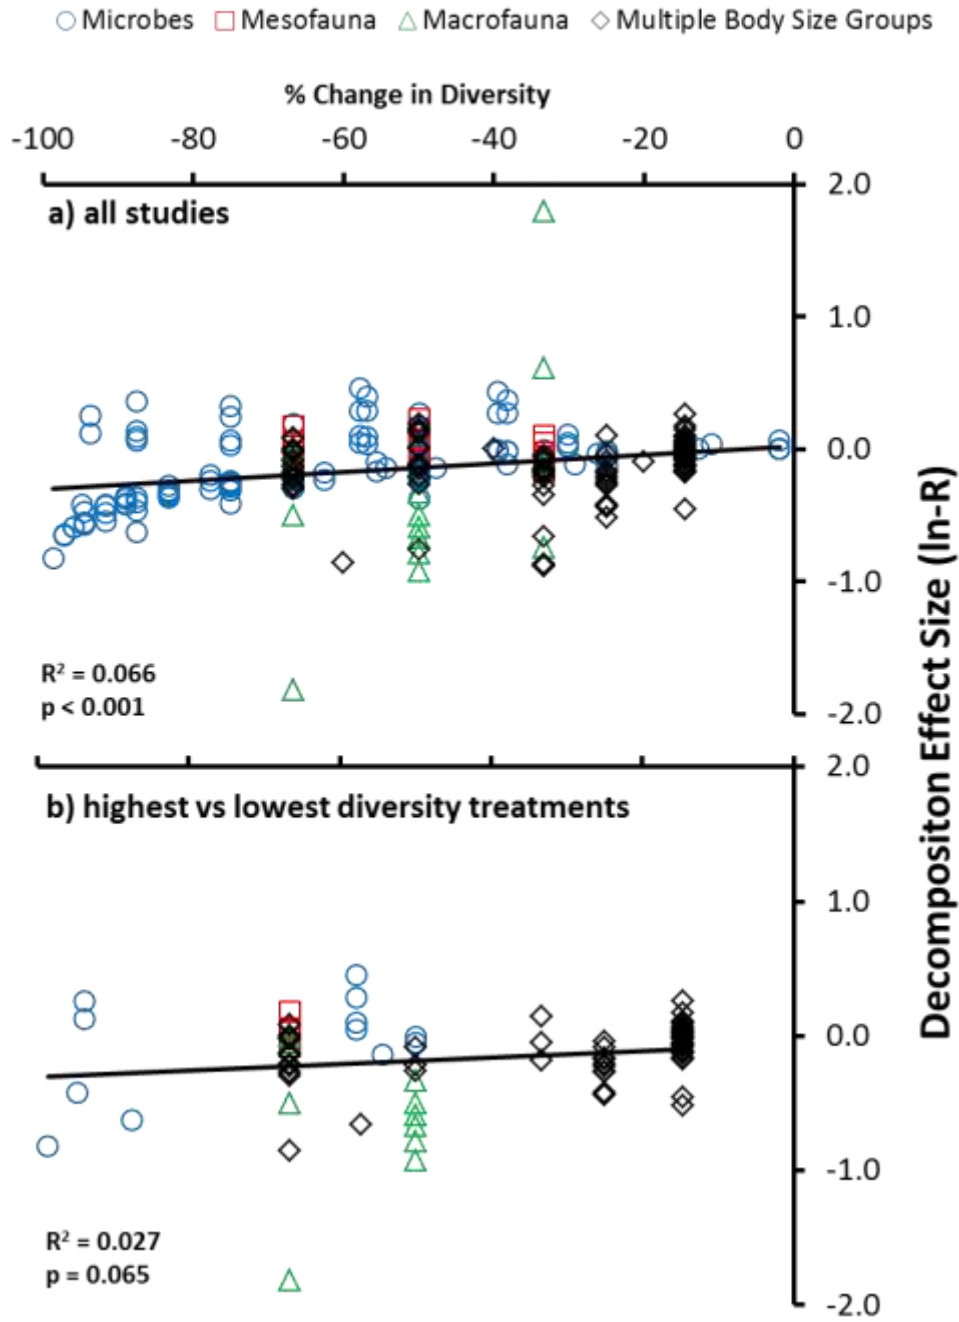 Microbes Mesofauna Macrofauna Multiple Body Size Groups
% Change in Diversity
-100 -80 -60 -40 -20 0
2.0
a) all studies
1.0
0.0
-1.0
R² = 0.066
p < 0.001
-2.0
2.0
b) highest vs lowest diversity treatments
1.0
0.0
-1.0
R² = 0.027
p = 0.065
-2.0
Decompositon Effect Size (ln-R)